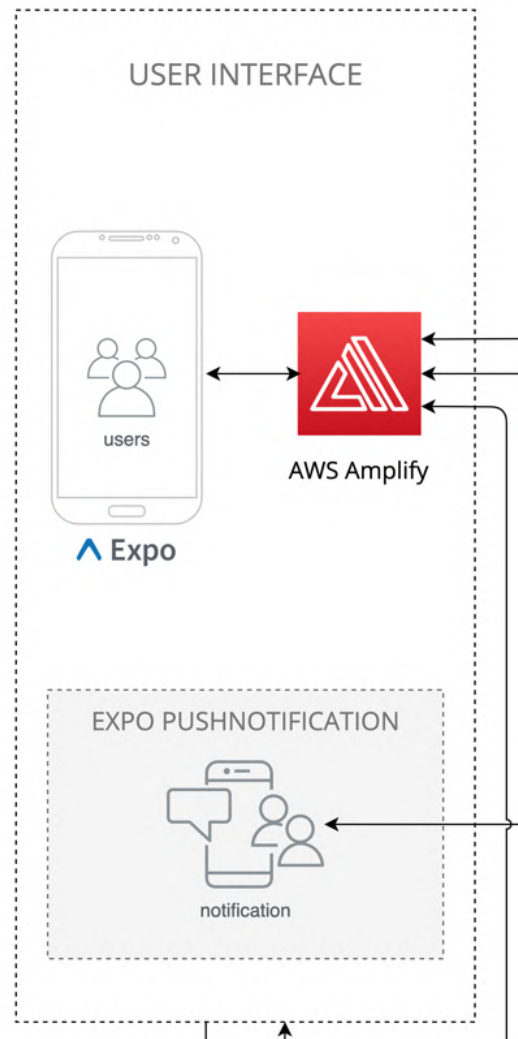 USER INTERFACE
users
AWS Amplify
Expo
EXPO PUSHNOTIFICATION
notification